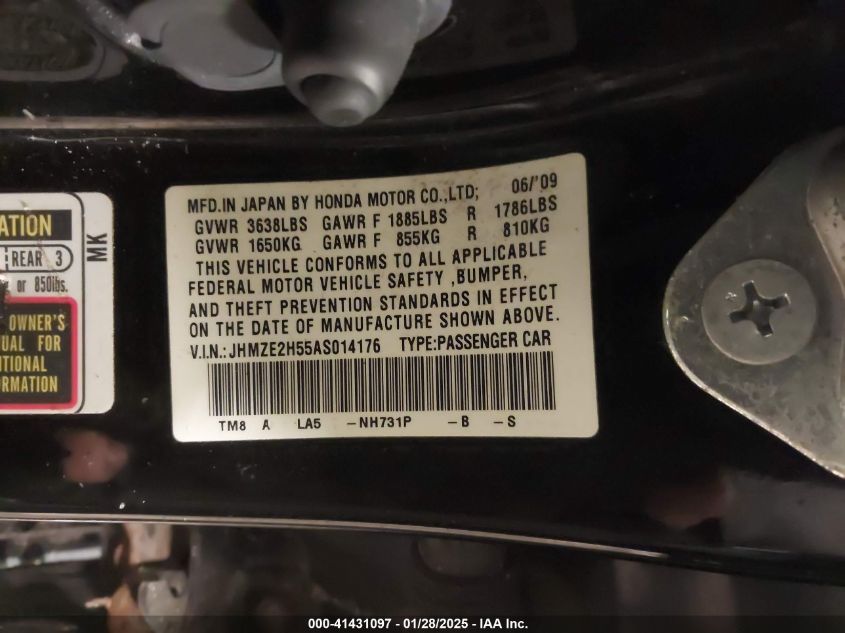 ATION
REAR 3
or 850lbs.
OWNER'S
UAL FOR
ITIONAL
ORMATION
MK
MFD.IN JAPAN BY HONDA MOTOR CO.,LTD; 06/'09
GVWR 3638LBS GAWR F 1885LBS R 1786LBS
GVWR 1650KG GAWR F 855KG R 810KG
THIS VEHICLE CONFORMS TO ALL APPLICABLE
FEDERAL MOTOR VEHICLE SAFETY ,BUMPER,
AND THEFT PREVENTION STANDARDS IN EFFECT
ON THE DATE OF MANUFACTURE SHOWN ABOVE.
V.I.N.: JHMZE2H55AS014176 TYPE:PASSENGER CAR
TM8 A LA5 -NH731P -B -S
000-41431097 - 01/28/2025 - IAA Inc.